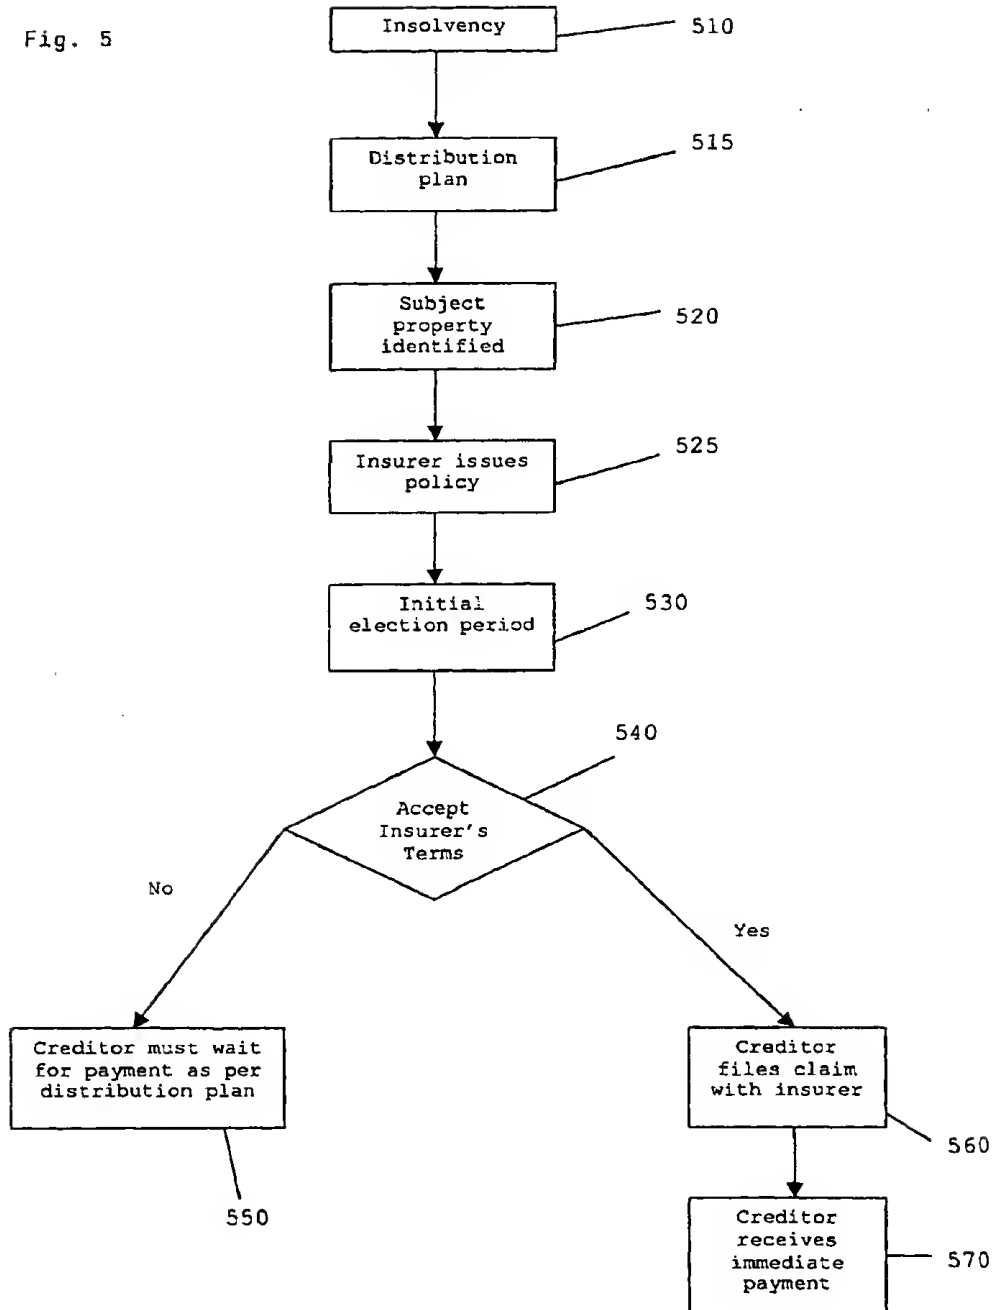 Fig. 5
Insolvency
510
Distribution
plan
515
Subject
property
identified
520
Insurer issues
policy
525
Initial
election period
530
540
Accept
Insurer's
Terms
No
Yes
Creditor must wait
for payment as per
distribution plan
550
Creditor
files claim
with insurer
560
Creditor
receives
immediate
payment
570